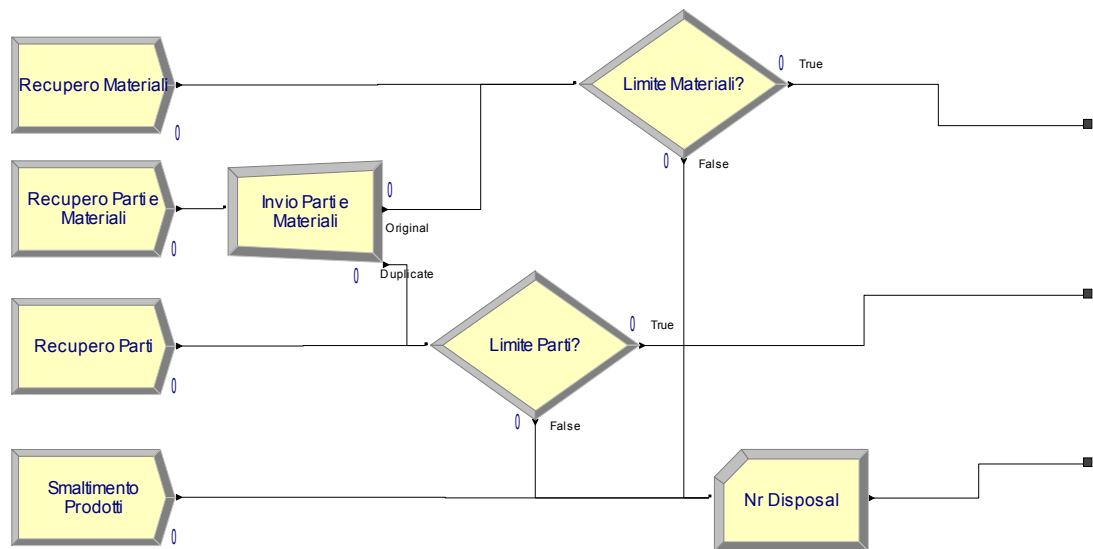 Recupero Materiali
0
Limite Materiali?
0
True
0
False
Recupero Parti e
Materiali
0
Invio Parti e
Materiali
0
Original
0
Duplicate
Recupero Parti
0
Limite Parti?
0
True
0
False
Smaltimento
Prodotti
0
Nr Disposal